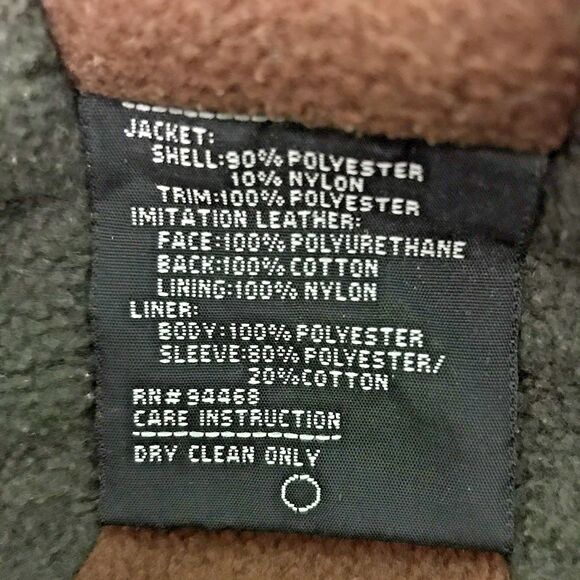 JACKET:
SHELL:90% POLYESTER
10% NYLON
TRIM:100% POLYESTER
IMITATION LEATHER:
FACE:100% POLYURETHANE
BACK:100% COTTON
LINING:100% NYLON
LINER:
BODY:100% POLYESTER
SLEEVE:80% POLYESTER/
20%COTTON
RN# 94468
CARE INSTRUCTION
DRY CLEAN ONLY